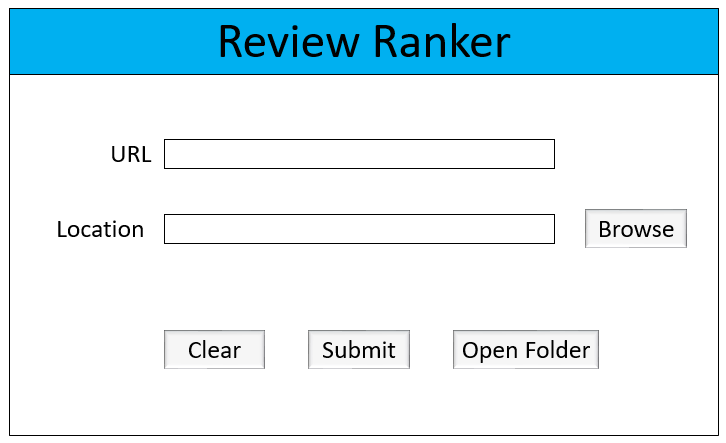 Review Ranker
URL
Location Browse
Clear Submit Open Folder